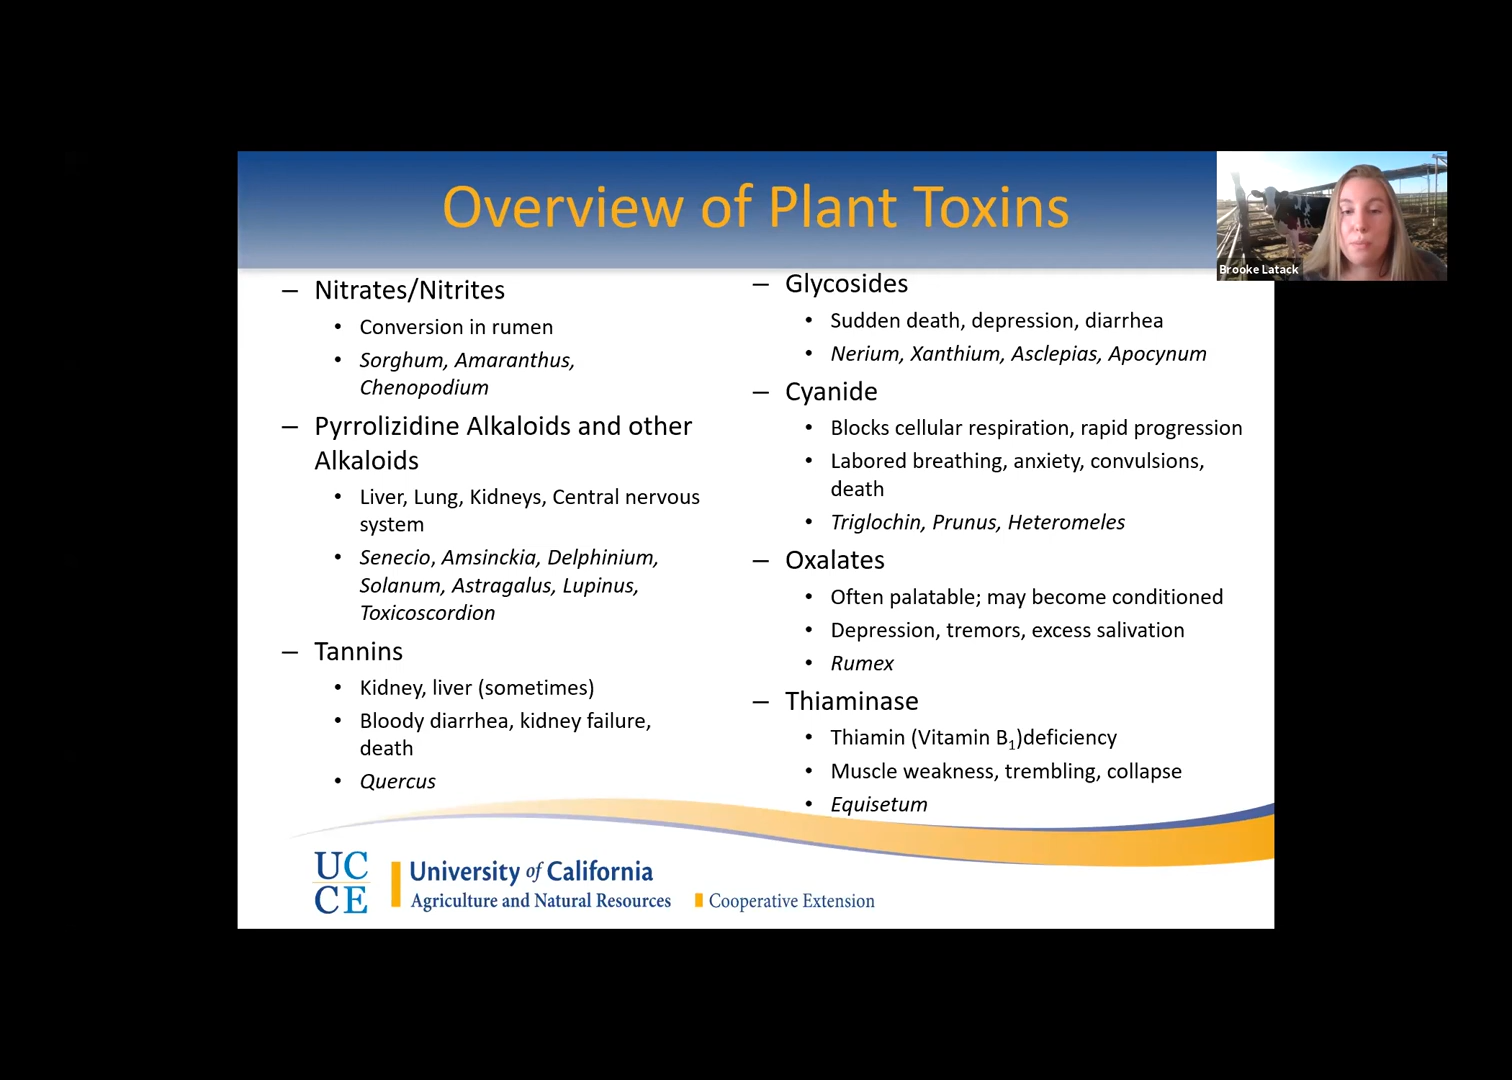 Overview of Plant Toxins
Brooke Latack
– Nitrates/Nitrites
• Conversion in rumen
• Sorghum, Amaranthus,
Chenopodium
– Pyrrolizidine Alkaloids and other
Alkaloids
• Liver, Lung, Kidneys, Central nervous
system
• Senecio, Amsinckia, Delphinium,
Solanum, Astragalus, Lupinus,
Toxicoscordion
– Tannins
• Kidney, liver (sometimes)
• Bloody diarrhea, kidney failure,
death
• Quercus
– Glycosides
• Sudden death, depression, diarrhea
• Nerium, Xanthium, Asclepias, Apocynum
– Cyanide
• Blocks cellular respiration, rapid progression
• Labored breathing, anxiety, convulsions,
death
• Triglochin, Prunus, Heteromeles
– Oxalates
• Often palatable; may become conditioned
• Depression, tremors, excess salivation
• Rumex
– Thiaminase
• Thiamin (Vitamin B₁)deficiency
• Muscle weakness, trembling, collapse
• Equisetum
UC
CE
University of California
Agriculture and Natural Resources
Cooperative Extension